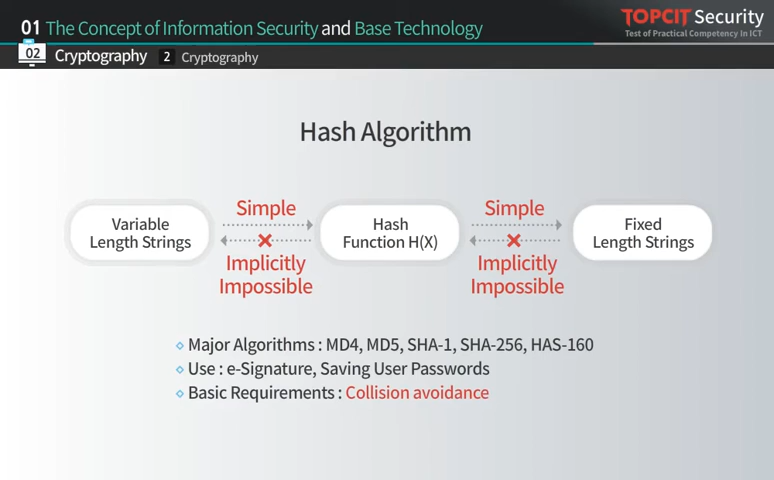 01 The Concept of Information Security and Base Technology
TOPCIT Security
Test of Practical Competency In ICT
02 Cryptography 2 Cryptography
Hash Algorithm
Variable
Length Strings
Simple
Implicitly
Impossible
Hash
Function H(X)
Simple
Implicitly
Impossible
Fixed
Length Strings
Major Algorithms : MD4, MD5, SHA-1, SHA-256, HAS-160
Use : e-Signature, Saving User Passwords
Basic Requirements : Collision avoidance